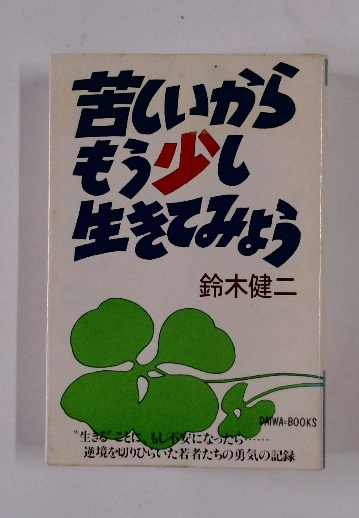 苦しいから
もう少し
生きてみよう
鈴木健二
DAIWA=BOOKS
〝生きる〟ことに、もし不安になったら……
逆境を切りひらいた若者たちの勇気の記録